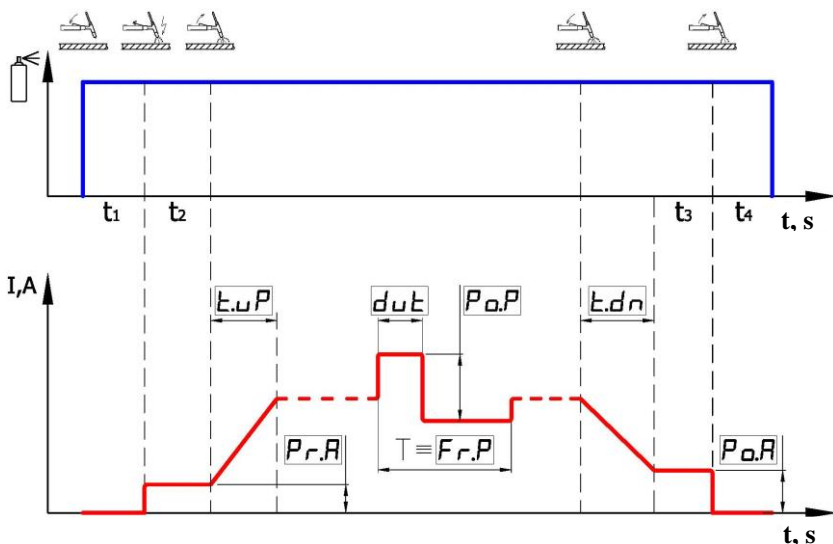 t1 t2 t3 t4
t, s
I,A
t.uP dut Po.P t.dn
Pr.A T ≡ Fr.P Po.A
t, s